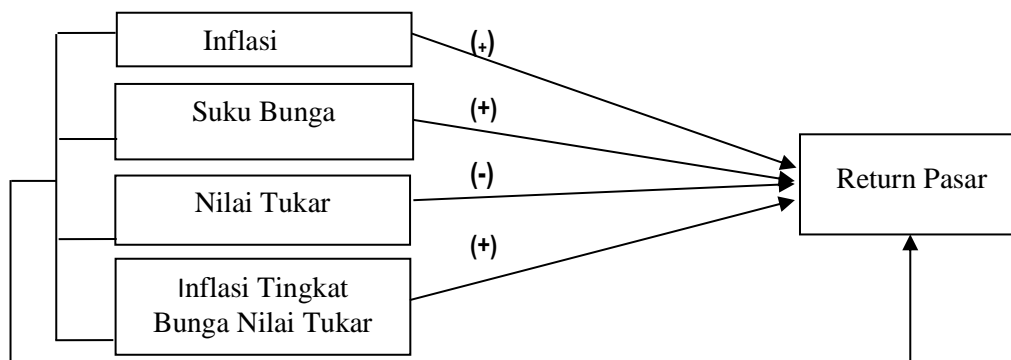 Inflasi
(+)
Suku Bunga
(+)
Nilai Tukar
(-)
Inflasi Tingkat
Bunga Nilai Tukar
(+)
Return Pasar